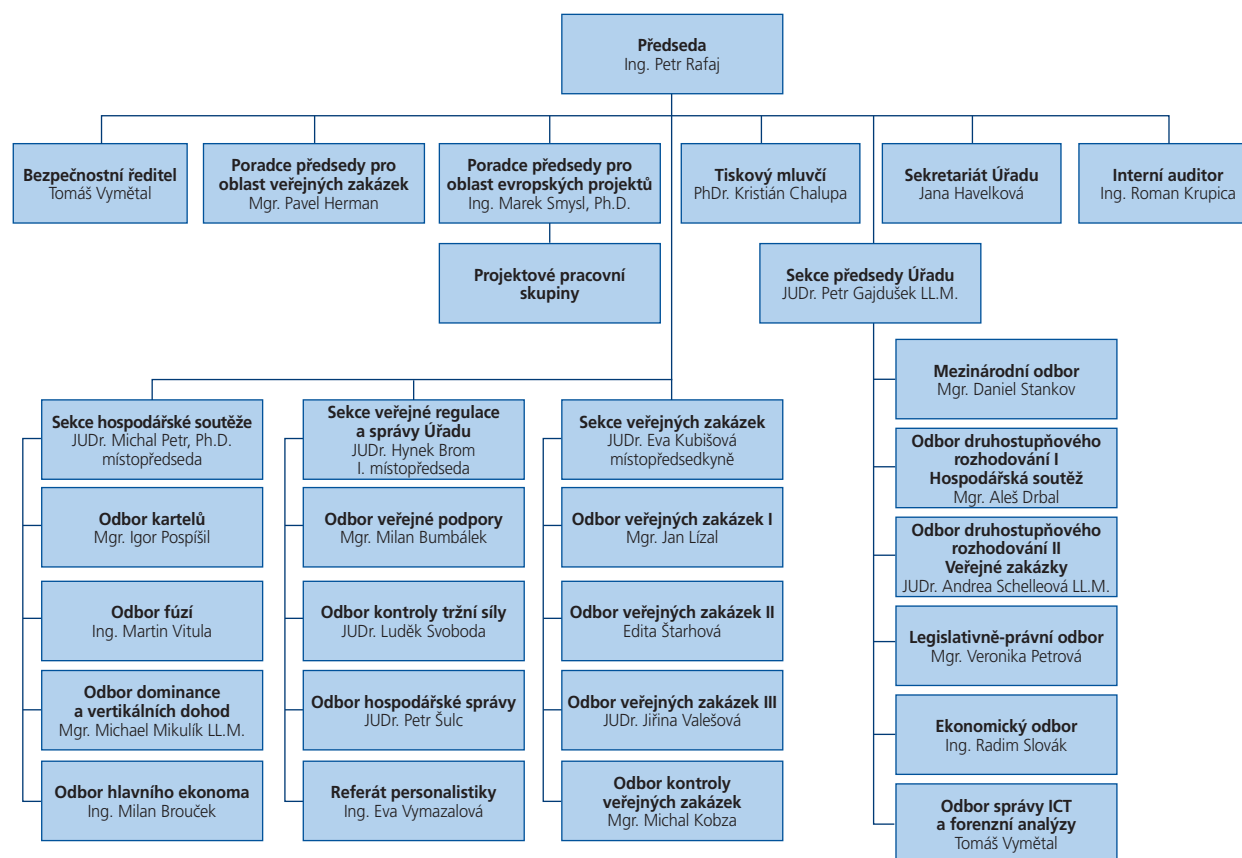 Předseda
Ing. Petr Rafaj
Bezpečnostní ředitel
Tomáš Vymětal
Poradce předsedy pro
oblast veřejných zakázek
Mgr. Pavel Herman
Poradce předsedy pro
oblast evropských projektů
Ing. Marek Smysl, Ph.D.
Tiskový mluvčí
PhDr. Kristián Chalupa
Sekretariát Úřadu
Jana Havelková
Interní auditor
Ing. Roman Krupica
Projektové pracovní
skupiny
Sekce předsedy Úřadu
JUDr. Petr Gajdušek LL.M.
Sekce hospodářské soutěže
JUDr. Michal Petr, Ph.D.
místopředseda
Odbor kartelů
Mgr. Igor Pospíšil
Odbor fúzí
Ing. Martin Vitula
Odbor dominance
a vertikálních dohod
Mgr. Michael Mikulík LL.M.
Odbor hlavního ekonoma
Ing. Milan Brouček
Sekce veřejné regulace
a správy Úřadu
JUDr. Hynek Brom
I. místopředseda
Odbor veřejné podpory
Mgr. Milan Bumbálek
Odbor kontroly tržní síly
JUDr. Luděk Svoboda
Odbor hospodářské správy
JUDr. Petr Šulc
Referát personalistiky
Ing. Eva Vymazalová
Sekce veřejných zakázek
JUDr. Eva Kubišová
místopředsedkyně
Odbor veřejných zakázek I
Mgr. Jan Lízal
Odbor veřejných zakázek II
Edita Štarhová
Odbor veřejných zakázek III
JUDr. Jiřina Valešová
Odbor kontroly
veřejných zakázek
Mgr. Michal Kobza
Mezinárodní odbor
Mgr. Daniel Stankov
Odbor druhostupňového
rozhodování I
Hospodářská soutěž
Mgr. Aleš Drbal
Odbor druhostupňového
rozhodování II
Veřejné zakázky
JUDr. Andrea Schelleová LL.M.
Legislativně-právní odbor
Mgr. Veronika Petrová
Ekonomický odbor
Ing. Radim Slovák
Odbor správy ICT
a forenzní analýzy
Tomáš Vymětal